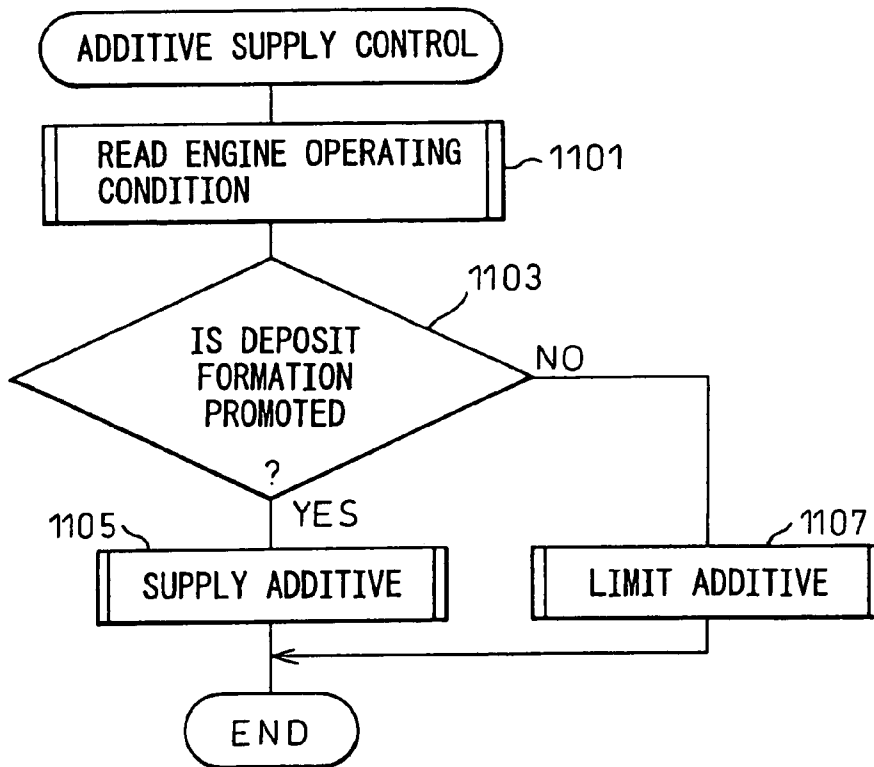 ADDITIVE SUPPLY CONTROL
READ ENGINE OPERATING
CONDITION
1101
1103
IS DEPOSIT
FORMATION
PROMOTED
?
NO
YES
1105
SUPPLY ADDITIVE
1107
LIMIT ADDITIVE
END